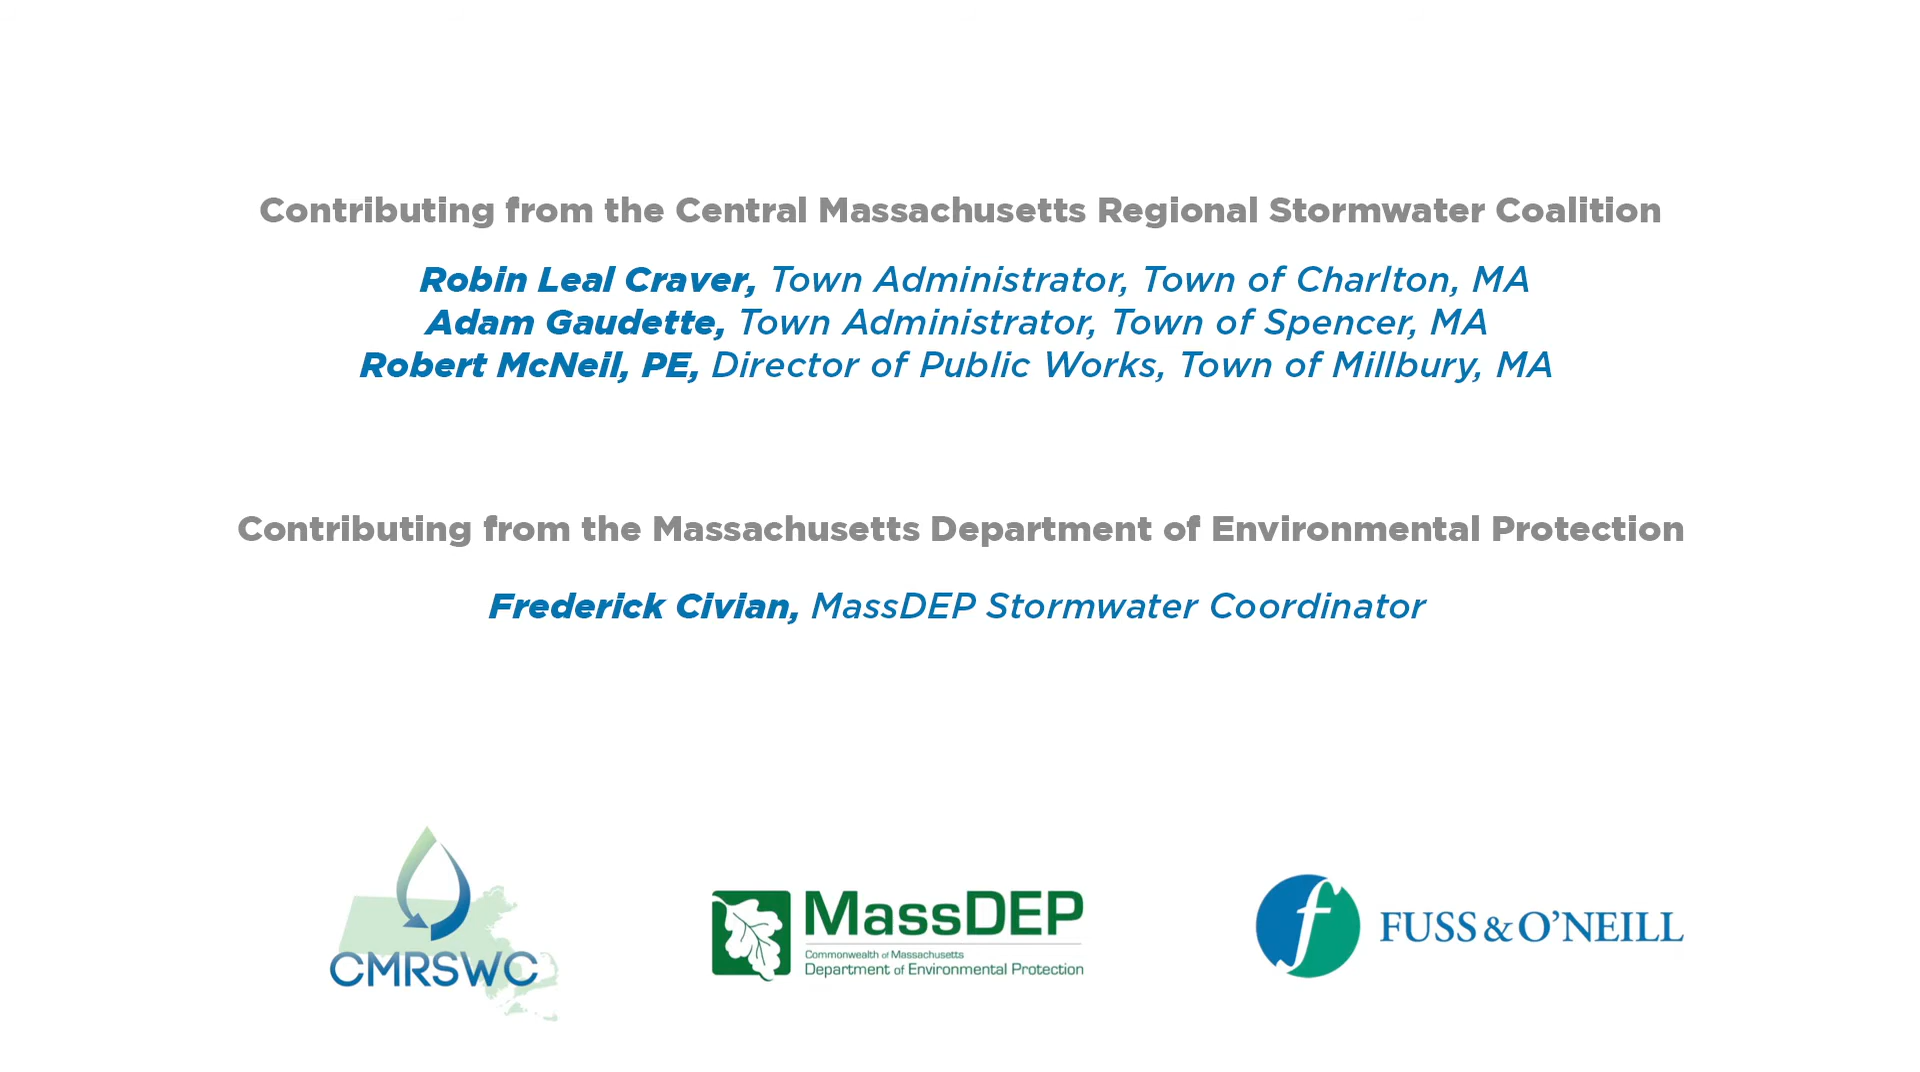 Contributing from the Central Massachusetts Regional Stormwater Coalition
Robin Leal Craver, Town Administrator, Town of Charlton, MA
Adam Gaudette, Town Administrator, Town of Spencer, MA
Robert McNeil, PE, Director of Public Works, Town of Millbury, MA
Contributing from the Massachusetts Department of Environmental Protection
Frederick Civian, MassDEP Stormwater Coordinator
CMRSWC
MassDEP
Commonwealth of Massachusetts
Department of Environmental Protection
f
FUSS & O'NEILL